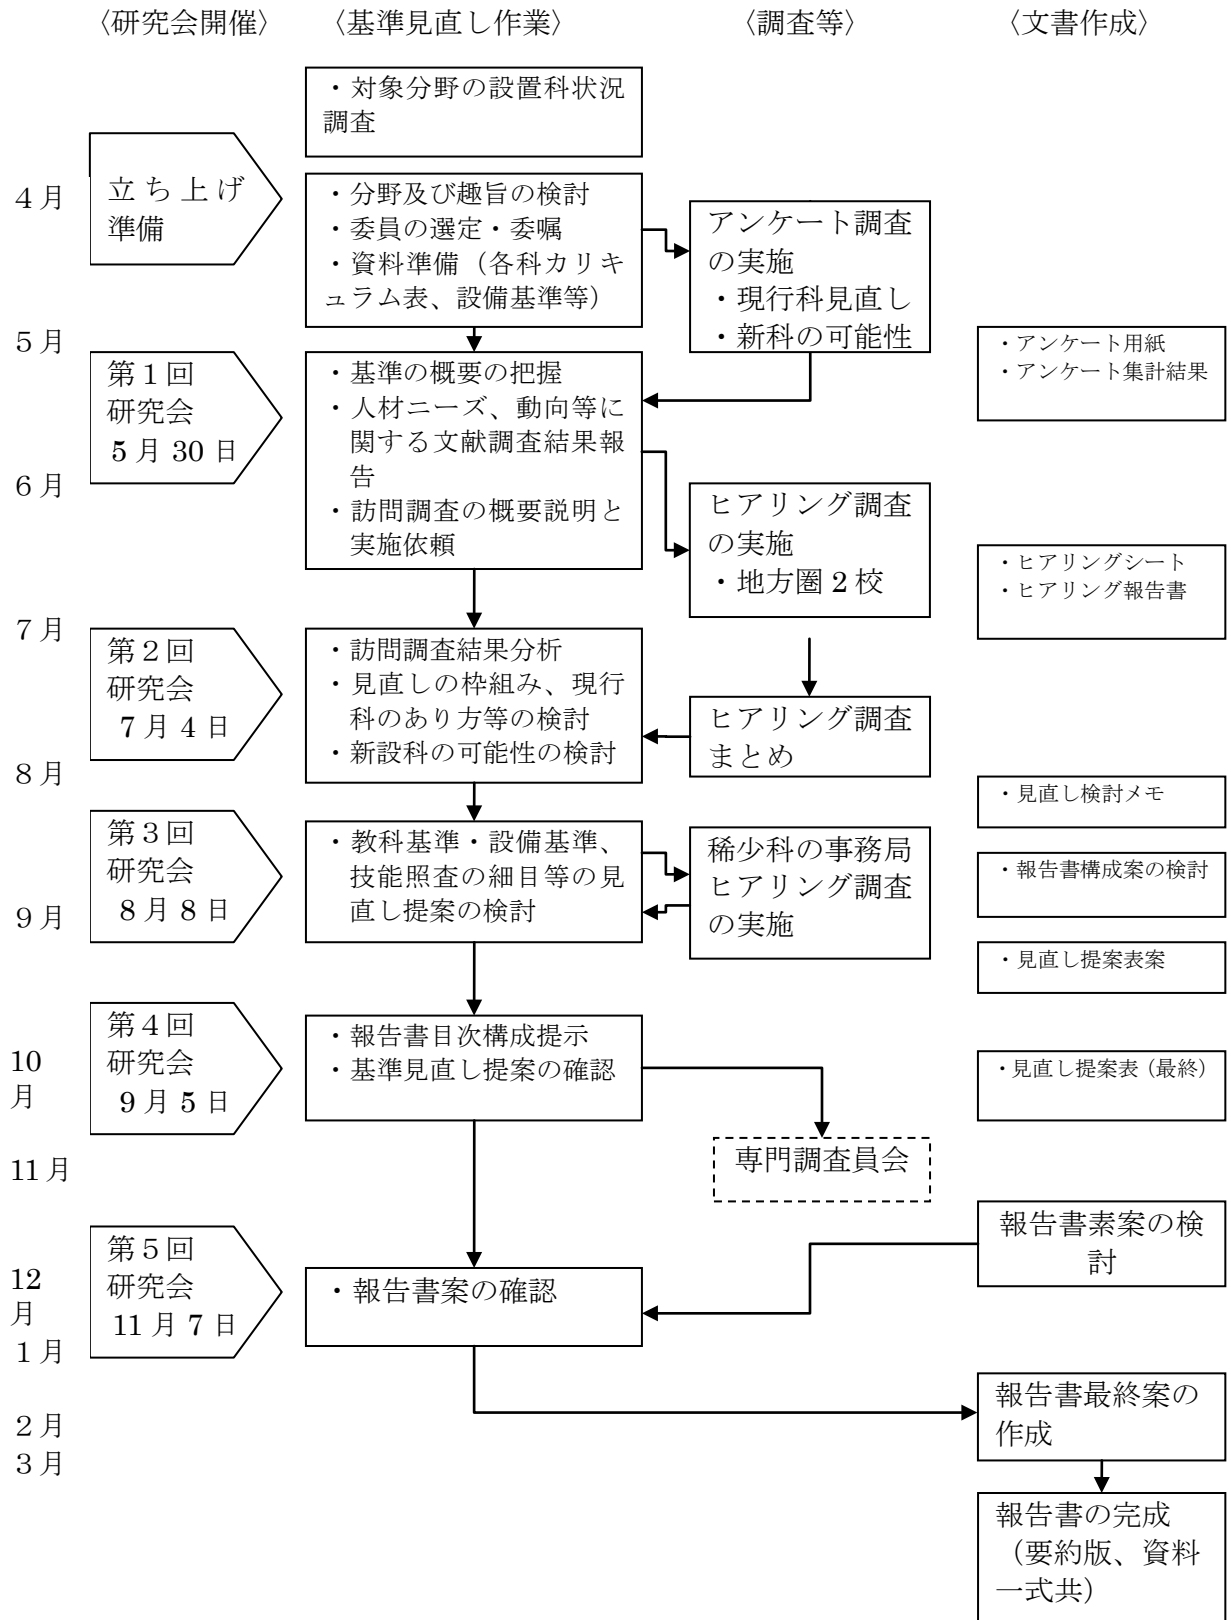 〈研究会開催〉
〈基準見直し作業〉
〈調査等〉
〈文書作成〉
・対象分野の設置科状況
調査
４月
立ち上げ
準備
・分野及び趣旨の検討
・委員の選定・委嘱
・資料準備（各科カリキ
ュラム表、設備基準等）
アンケート調査
の実施
・現行科見直し
・新科の可能性
５月
・アンケート用紙
・アンケート集計結果
第１回
研究会
5 月 30 日
・基準の概要の把握
・人材ニーズ、動向等に
関する文献調査結果報
告
・訪問調査の概要説明と
実施依頼
６月
ヒアリング調査
の実施
・地方圏 2 校
・ヒアリングシート
・ヒアリング報告書
７月
第２回
研究会
7 月 4 日
・訪問調査結果分析
・見直しの枠組み、現行
科のあり方等の検討
・新設科の可能性の検討
ヒアリング調査
まとめ
８月
・見直し検討メモ
第３回
研究会
8 月 8 日
・教科基準・設備基準、
技能照査の細目等の見
直し提案の検討
稀少科の事務局
ヒアリング調査
の実施
・報告書構成案の検討
９月
・見直し提案表案
第４回
研究会
9 月 5 日
・報告書目次構成提示
・基準見直し提案の確認
10
月
・見直し提案表（最終）
専門調査員会
11月
報告書素案の検
討
第５回
研究会
11 月 7 日
・報告書案の確認
12
月
１月
報告書最終案の
作成
２月
３月
報告書の完成
（要約版、資料
一式共）